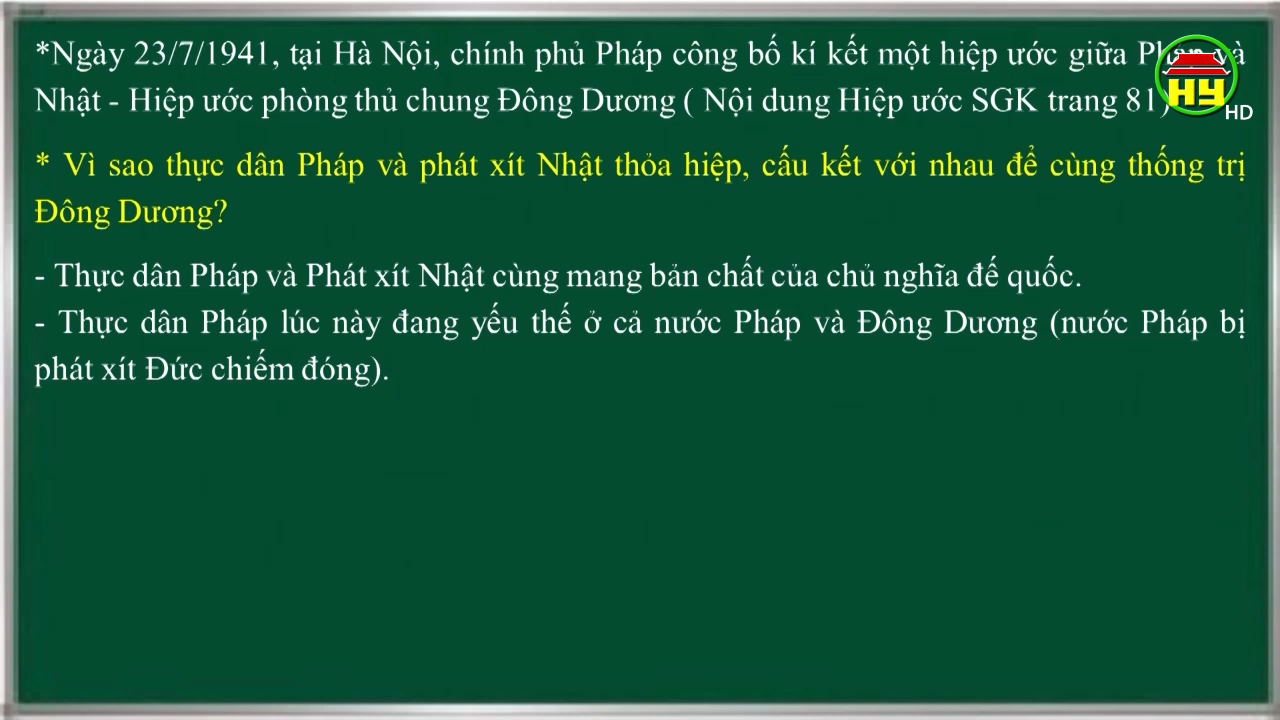 *Ngày 23/7/1941, tại Hà Nội, chính phủ Pháp công bố kí kết một hiệp ước giữa Pháp và
Nhật - Hiệp ước phòng thủ chung Đông Dương ( Nội dung Hiệp ước SGK trang 81)
HY
HD
* Vì sao thực dân Pháp và phát xít Nhật thỏa hiệp, cấu kết với nhau để cùng thống trị
Đông Dương?
- Thực dân Pháp và Phát xít Nhật cùng mang bản chất của chủ nghĩa đế quốc.
- Thực dân Pháp lúc này đang yếu thế ở cả nước Pháp và Đông Dương (nước Pháp bị
phát xít Đức chiếm đóng).